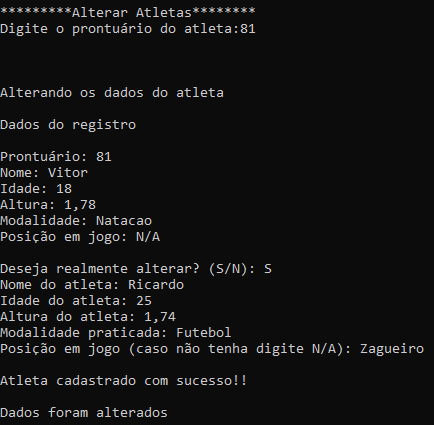 *********Alterar Atletas********
Digite o prontuário do atleta:81
Alterando os dados do atleta
Dados do registro
Prontuário: 81
Nome: Vitor
Idade: 18
Altura: 1,78
Modalidade: Natacao
Posição em jogo: N/A
Deseja realmente alterar? (S/N): S
Nome do atleta: Ricardo
Idade do atleta: 25
Altura do atleta: 1,74
Modalidade praticada: Futebol
Posição em jogo (caso não tenha digite N/A): Zagueiro
Atleta cadastrado com sucesso!!
Dados foram alterados